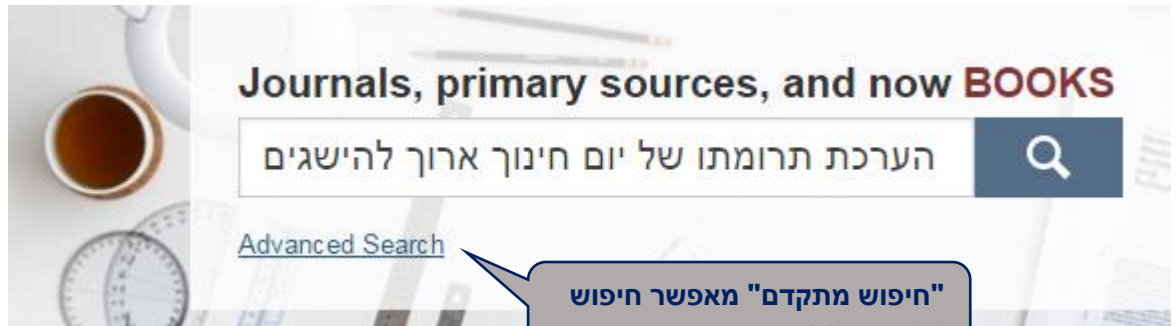 Journals, primary sources, and now BOOKS
הערכת תרומתו של יום חינוך ארוך להישגים
Advanced Search
"חיפוש מתקדם" מאפשר חיפוש